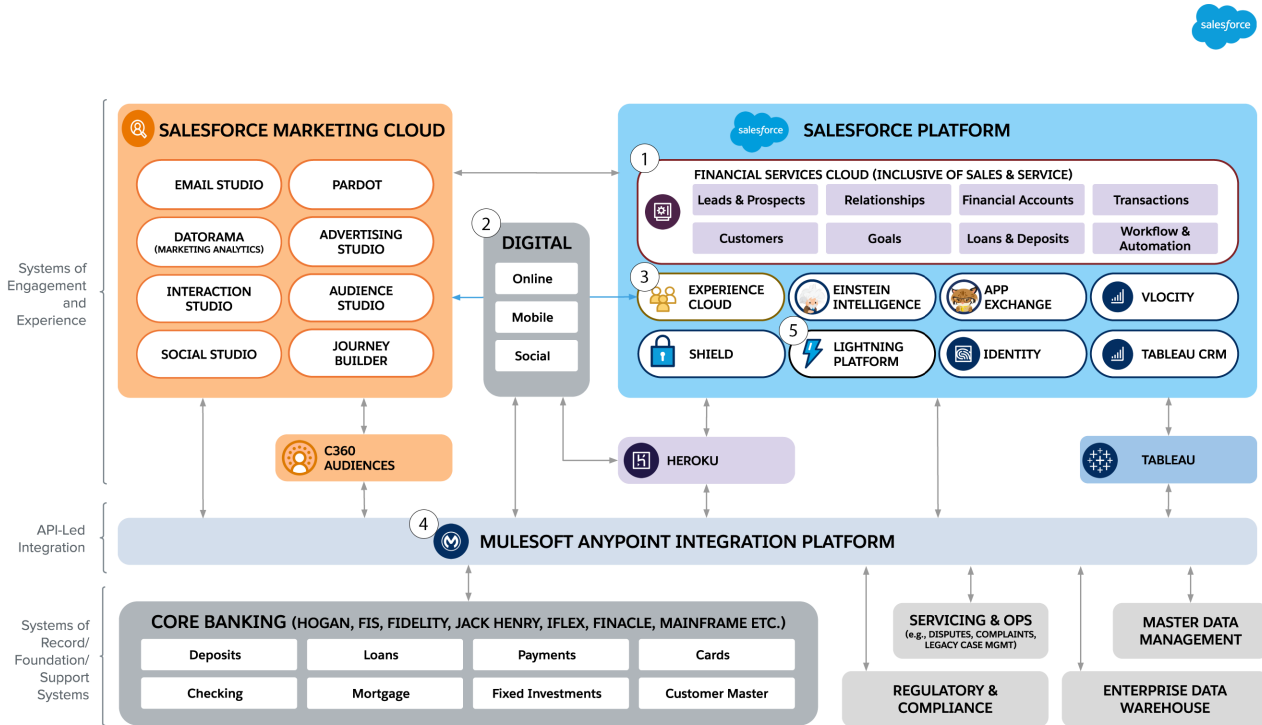 salesforce
Systems of
Engagement
and
Experience
SALESFORCE MARKETING CLOUD
EMAIL STUDIO
PARDOT
DATORAMA
(MARKETING ANALYTICS)
ADVERTISING
STUDIO
INTERACTION
STUDIO
AUDIENCE
STUDIO
SOCIAL STUDIO
JOURNEY
BUILDER
2
DIGITAL
Online
Mobile
Social
salesforce
SALESFORCE PLATFORM
1
FINANCIAL SERVICES CLOUD (INCLUSIVE OF SALES & SERVICE)
Leads & Prospects
Relationships
Financial Accounts
Transactions
Customers
Goals
Loans & Deposits
Workflow &
Automation
3
EXPERIENCE
CLOUD
EINSTEIN
INTELLIGENCE
APP
EXCHANGE
VLOCITY
SHIELD
5
LIGHTNING
PLATFORM
IDENTITY
TABLEAU CRM
C360
AUDIENCES
HEROKU
TABLEAU
API-Led
Integration
4
MULESOFT ANYPOINT INTEGRATION PLATFORM
Systems of
Record/
Foundation/
Support
Systems
CORE BANKING (HOGAN, FIS, FIDELITY, JACK HENRY, IFLEX, FINACLE, MAINFRAME ETC.)
Deposits
Loans
Payments
Cards
Checking
Mortgage
Fixed Investments
Customer Master
SERVICING & OPS
(e.g., DISPUTES, COMPLAINTS,
LEGACY CASE MGMT)
MASTER DATA
MANAGEMENT
REGULATORY &
COMPLIANCE
ENTERPRISE DATA
WAREHOUSE